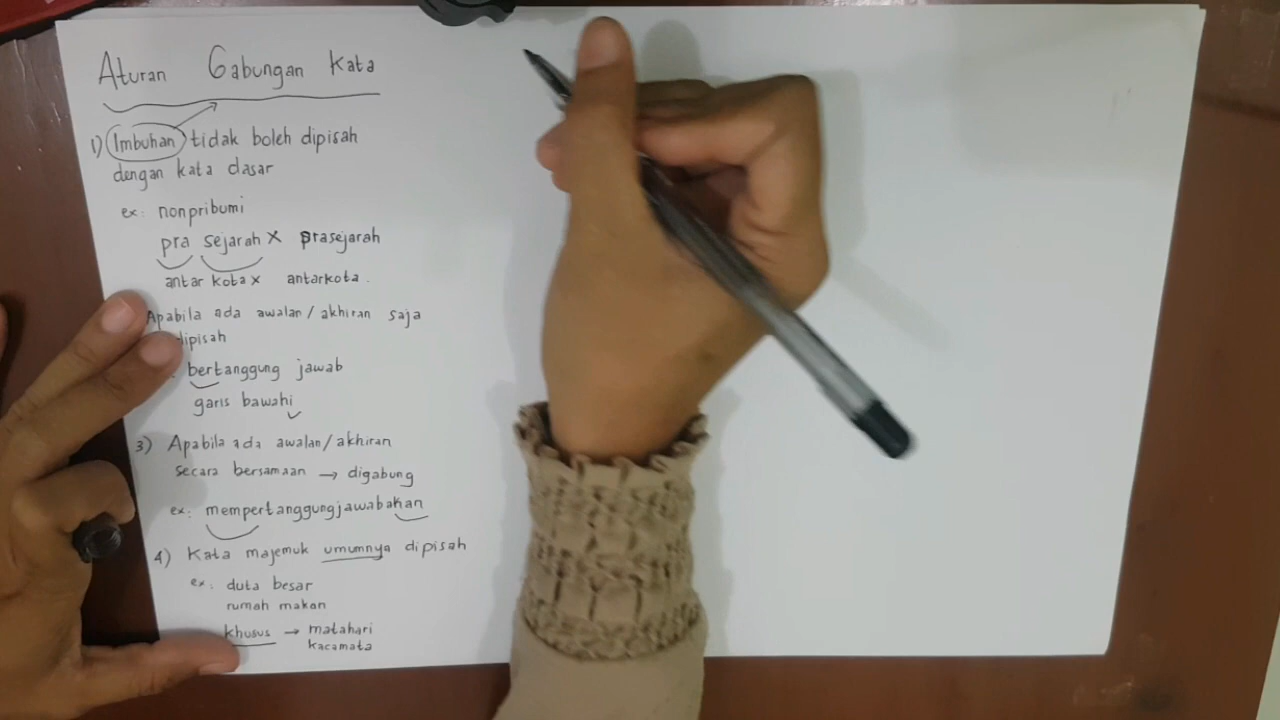 Aturan Gabungan Kata
1) Imbuhan tidak boleh dipisah
dengan kata dasar
ex: nonpribumi
pra sejarah X prasejarah
antar kota x antarkota.
Apabila ada awalan/akhiran saja
dipisah
bertanggung jawab
garis bawahi
3) Apabila ada awalan/akhiran
secara bersamaan → digabung
ex: mempertanggungjawabakan
4) Kata majemuk umumnya dipisah
ex: duta besar
rumah makan
khusus → matahari
kacamata